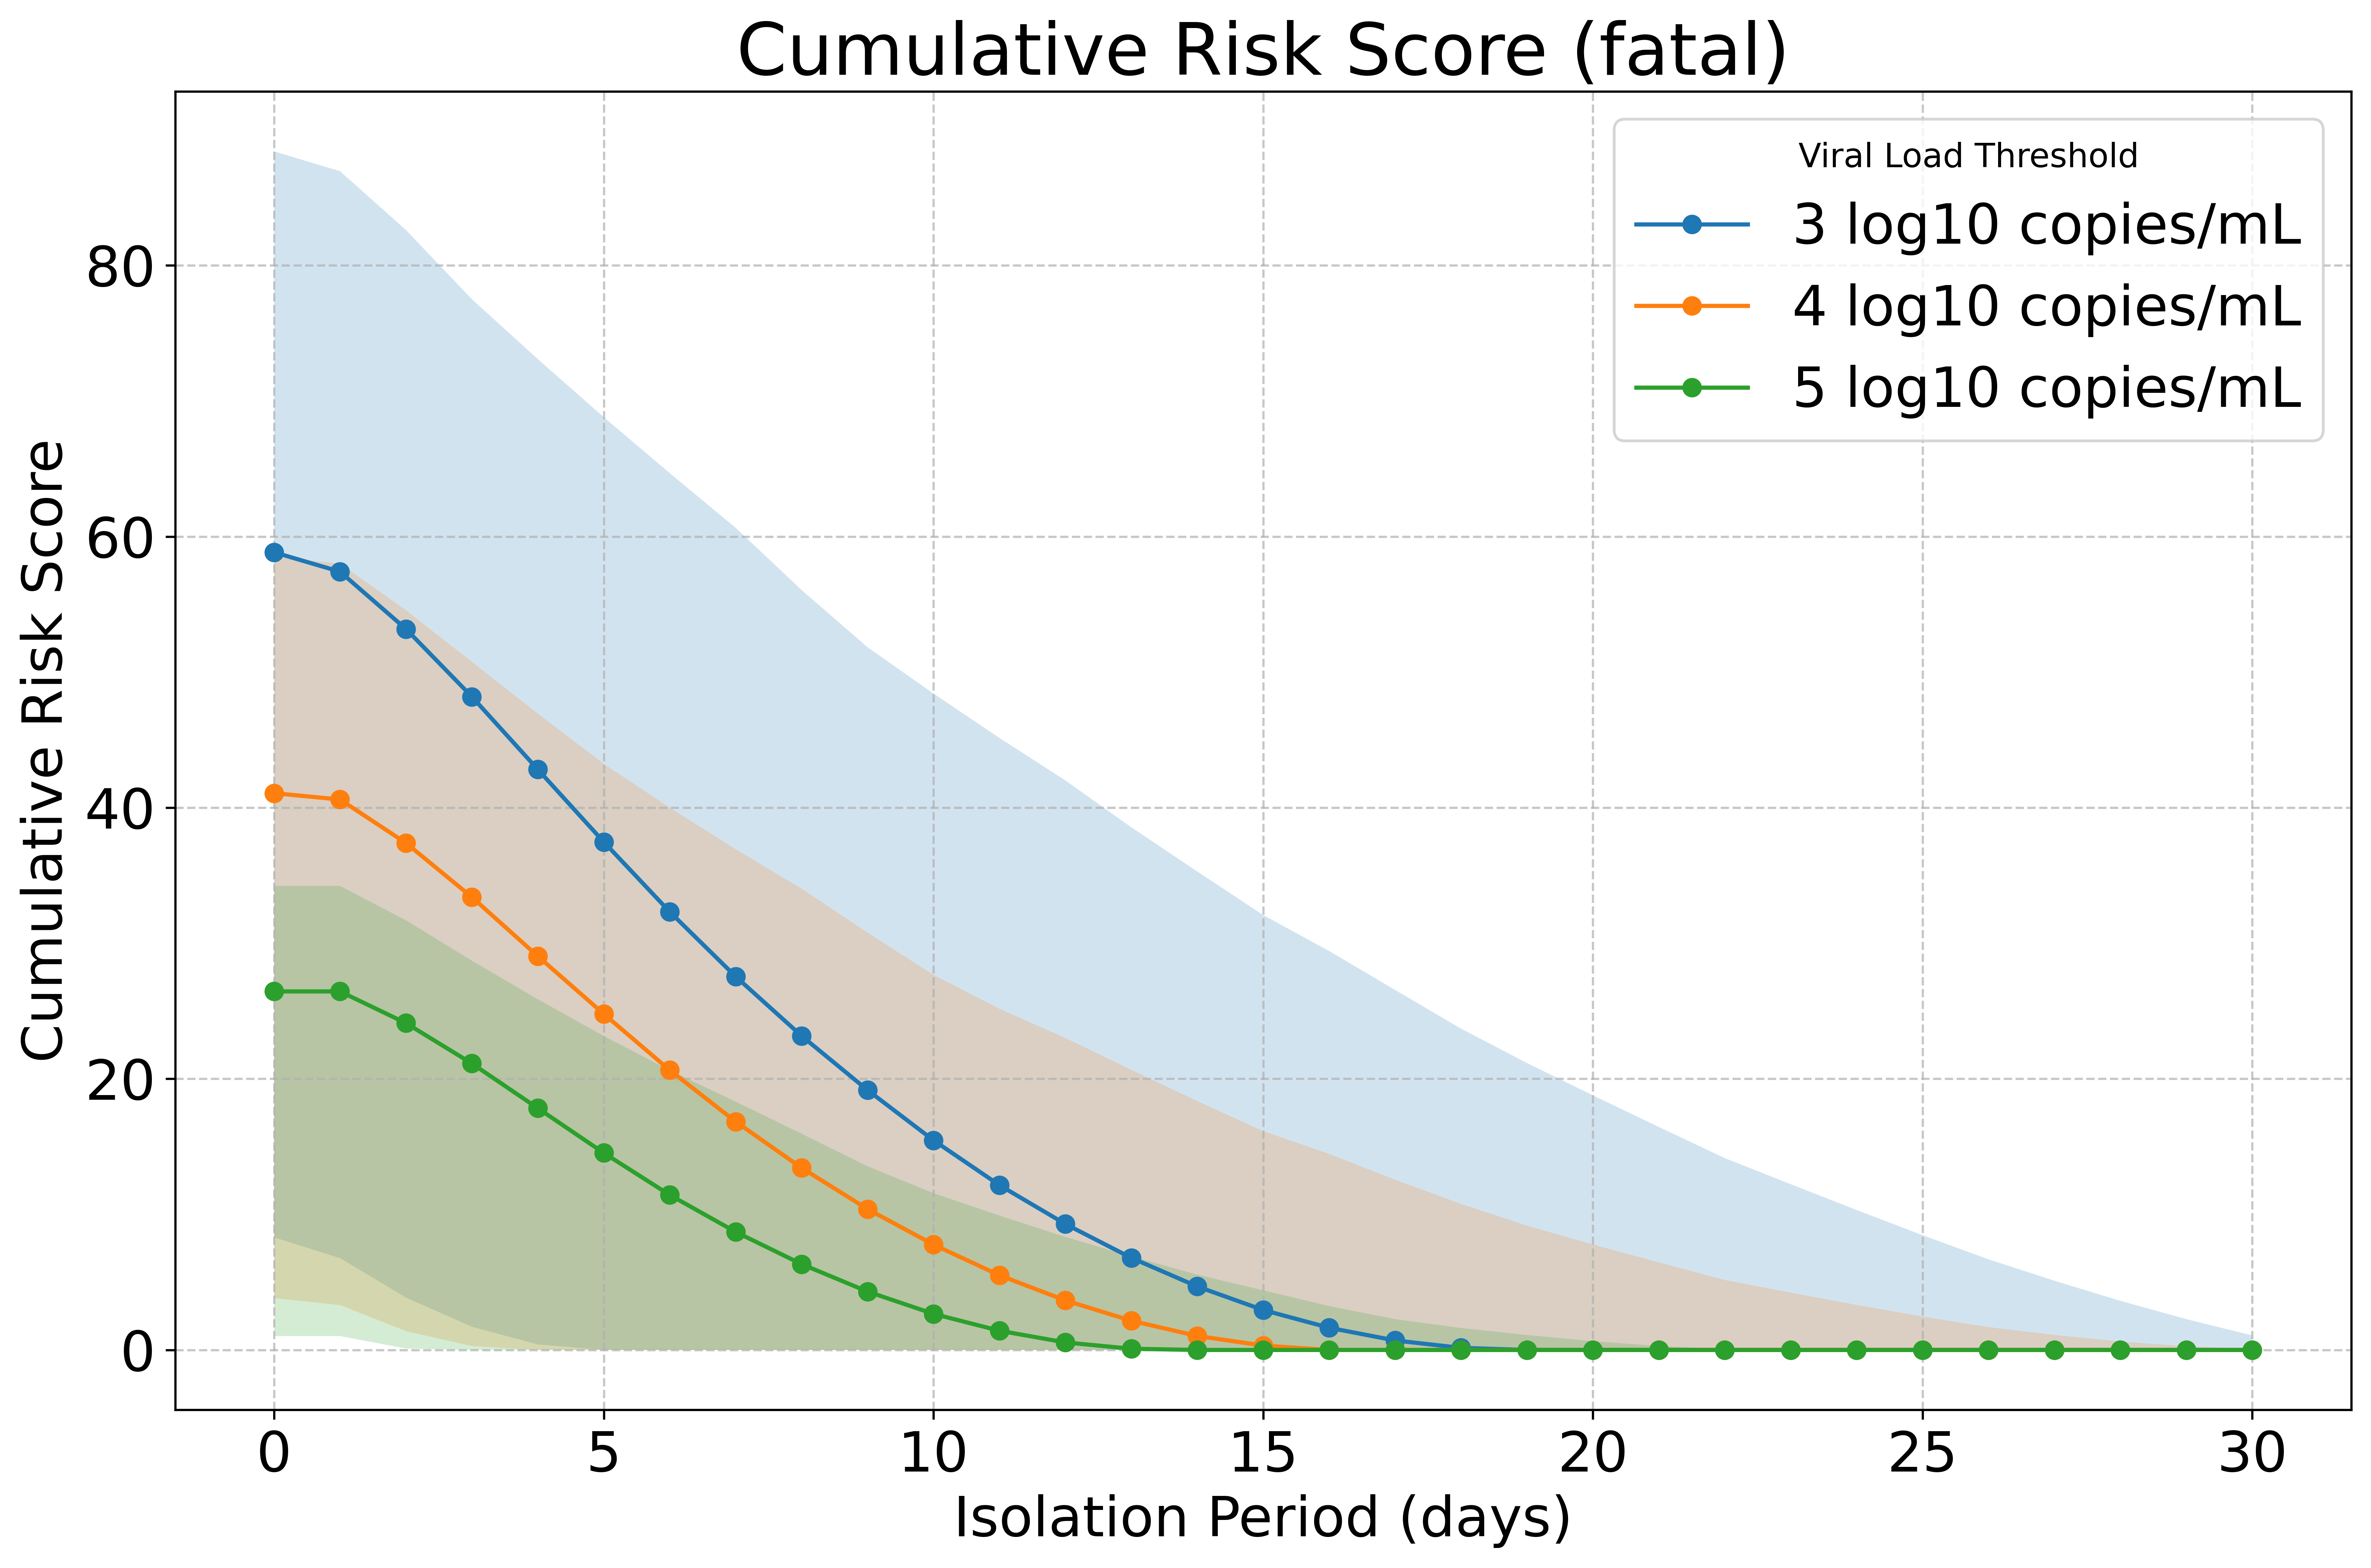 Cumulative Risk Score (fatal)
Viral Load Threshold
3 log10 copies/mL
4 log10 copies/mL
5 log10 copies/mL
Cumulative Risk Score
80
60
40
20
0
0 5 10 15 20 25 30
Isolation Period (days)